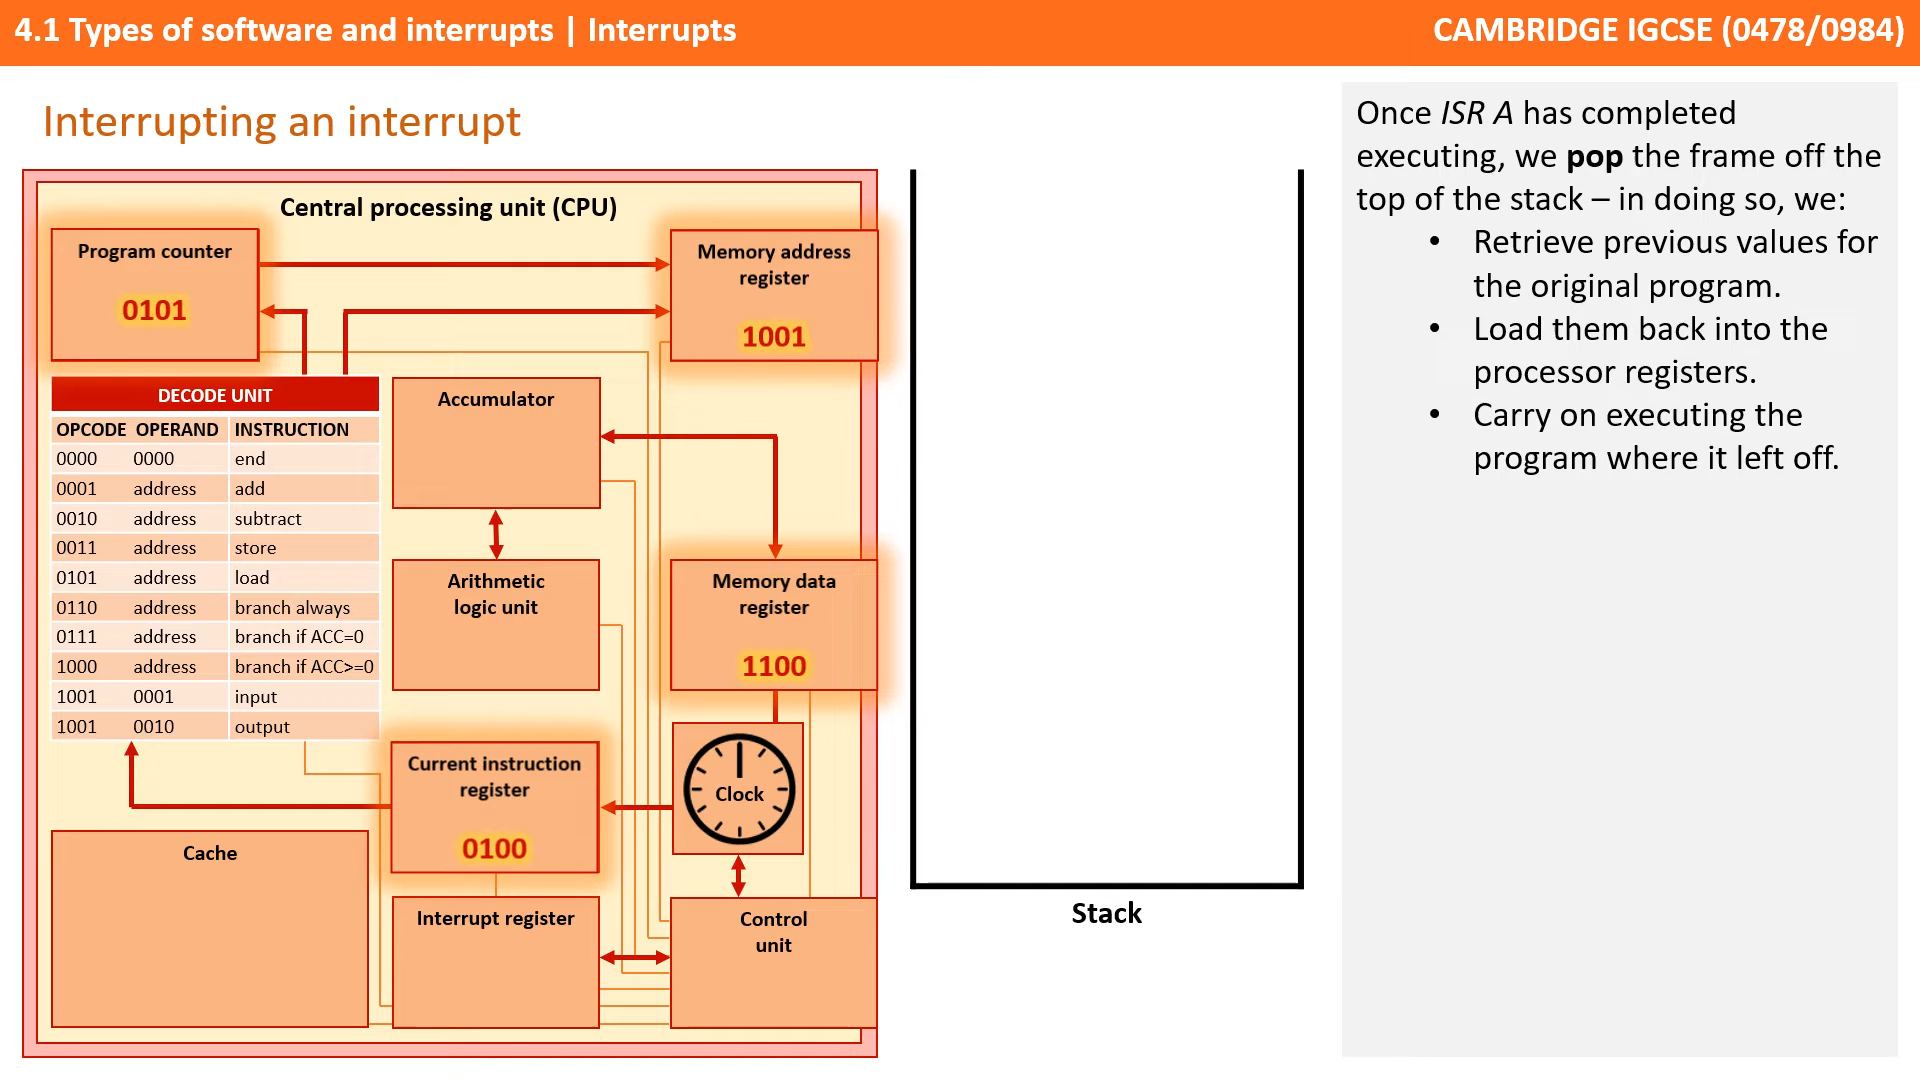 4.1 Types of software and interrupts | Interrupts
CAMBRIDGE IGCSE (0478/0984)
Interrupting an interrupt
Central processing unit (CPU)
Program counter
0101
Memory address
register
1001
DECODE UNIT
OPCODE OPERAND INSTRUCTION
0000 0000 end
0001 address add
0010 address subtract
0011 address store
0101 address load
0110 address branch always
0111 address branch if ACC=0
1000 address branch if ACC>=0
1001 0001 input
1001 0010 output
Accumulator
Arithmetic
logic unit
Memory data
register
1100
Current instruction
register
0100
Clock
Cache
Interrupt register
Control
unit
Stack
Once ISR A has completed
executing, we pop the frame off the
top of the stack – in doing so, we:
• Retrieve previous values for
the original program.
• Load them back into the
processor registers.
• Carry on executing the
program where it left off.